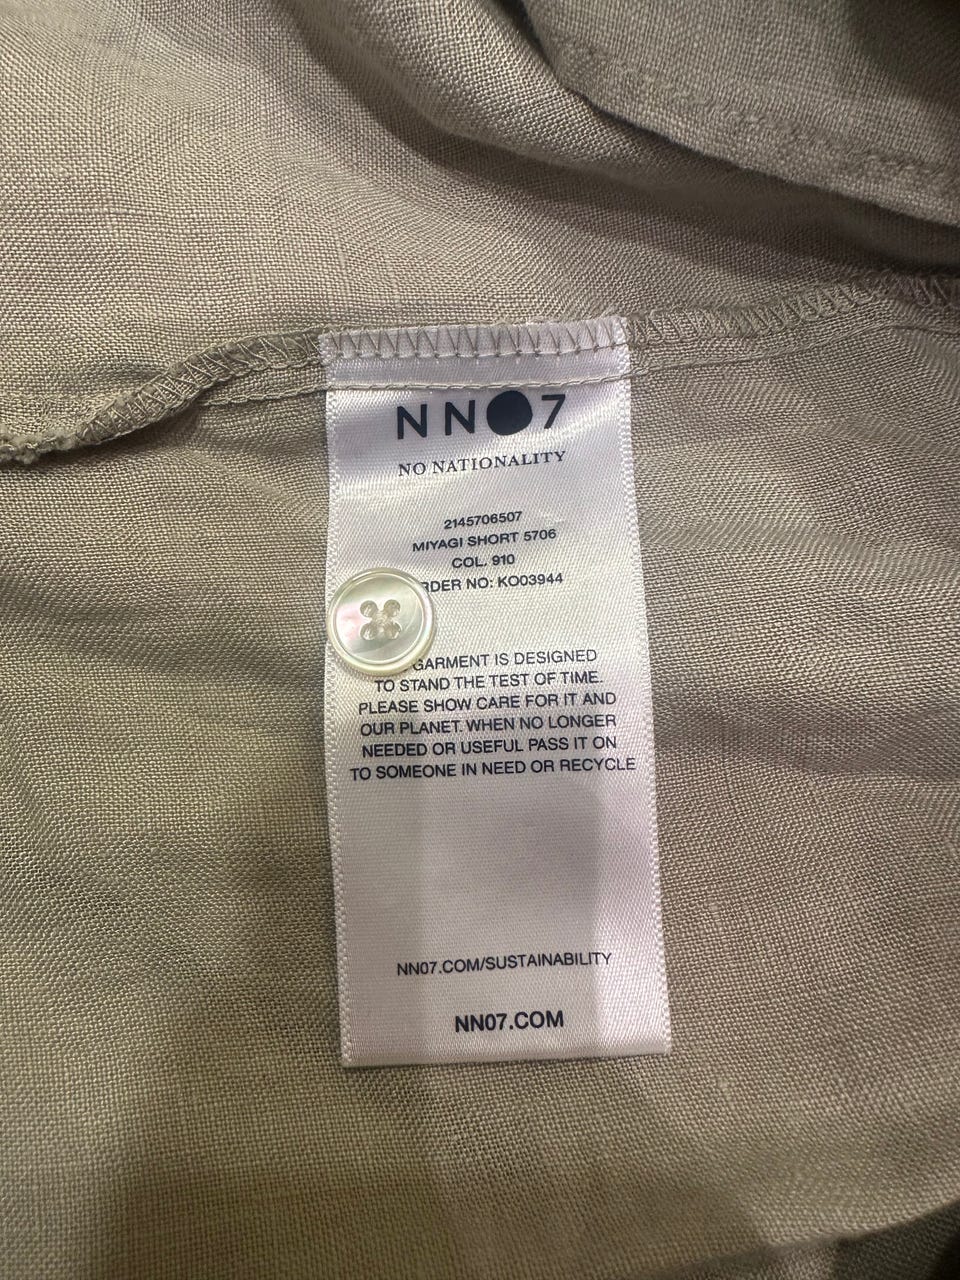 NN●7
NO NATIONALITY
2145706507
MIYAGI SHORT 5706
COL. 910
NO: KO03944
GARMENT IS DESIGNED
TO STAND THE TEST OF TIME.
PLEASE SHOW CARE FOR IT AND
OUR PLANET. WHEN NO LONGER
NEEDED OR USEFUL PASS IT ON
TO SOMEONE IN NEED OR RECYCLE
NN07.COM/SUSTAINABILITY
NN07.COM